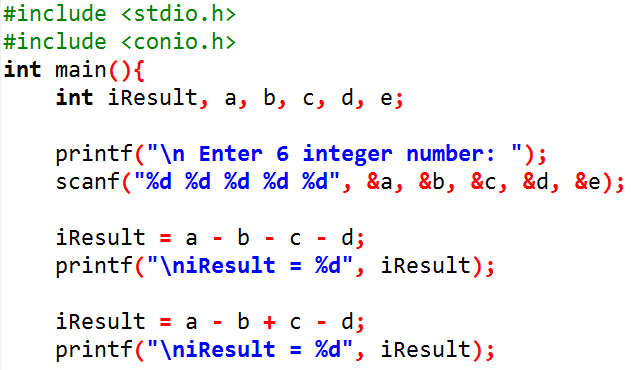 #include <stdio.h>
#include <conio.h>
int main(){
    int iResult, a, b, c, d, e;

    printf("\n Enter 6 integer number: ");
    scanf("%d %d %d %d %d", &a, &b, &c, &d, &e);

    iResult = a - b - c - d;
    printf("\niResult = %d", iResult);

    iResult = a - b + c - d;
    printf("\niResult = %d", iResult);